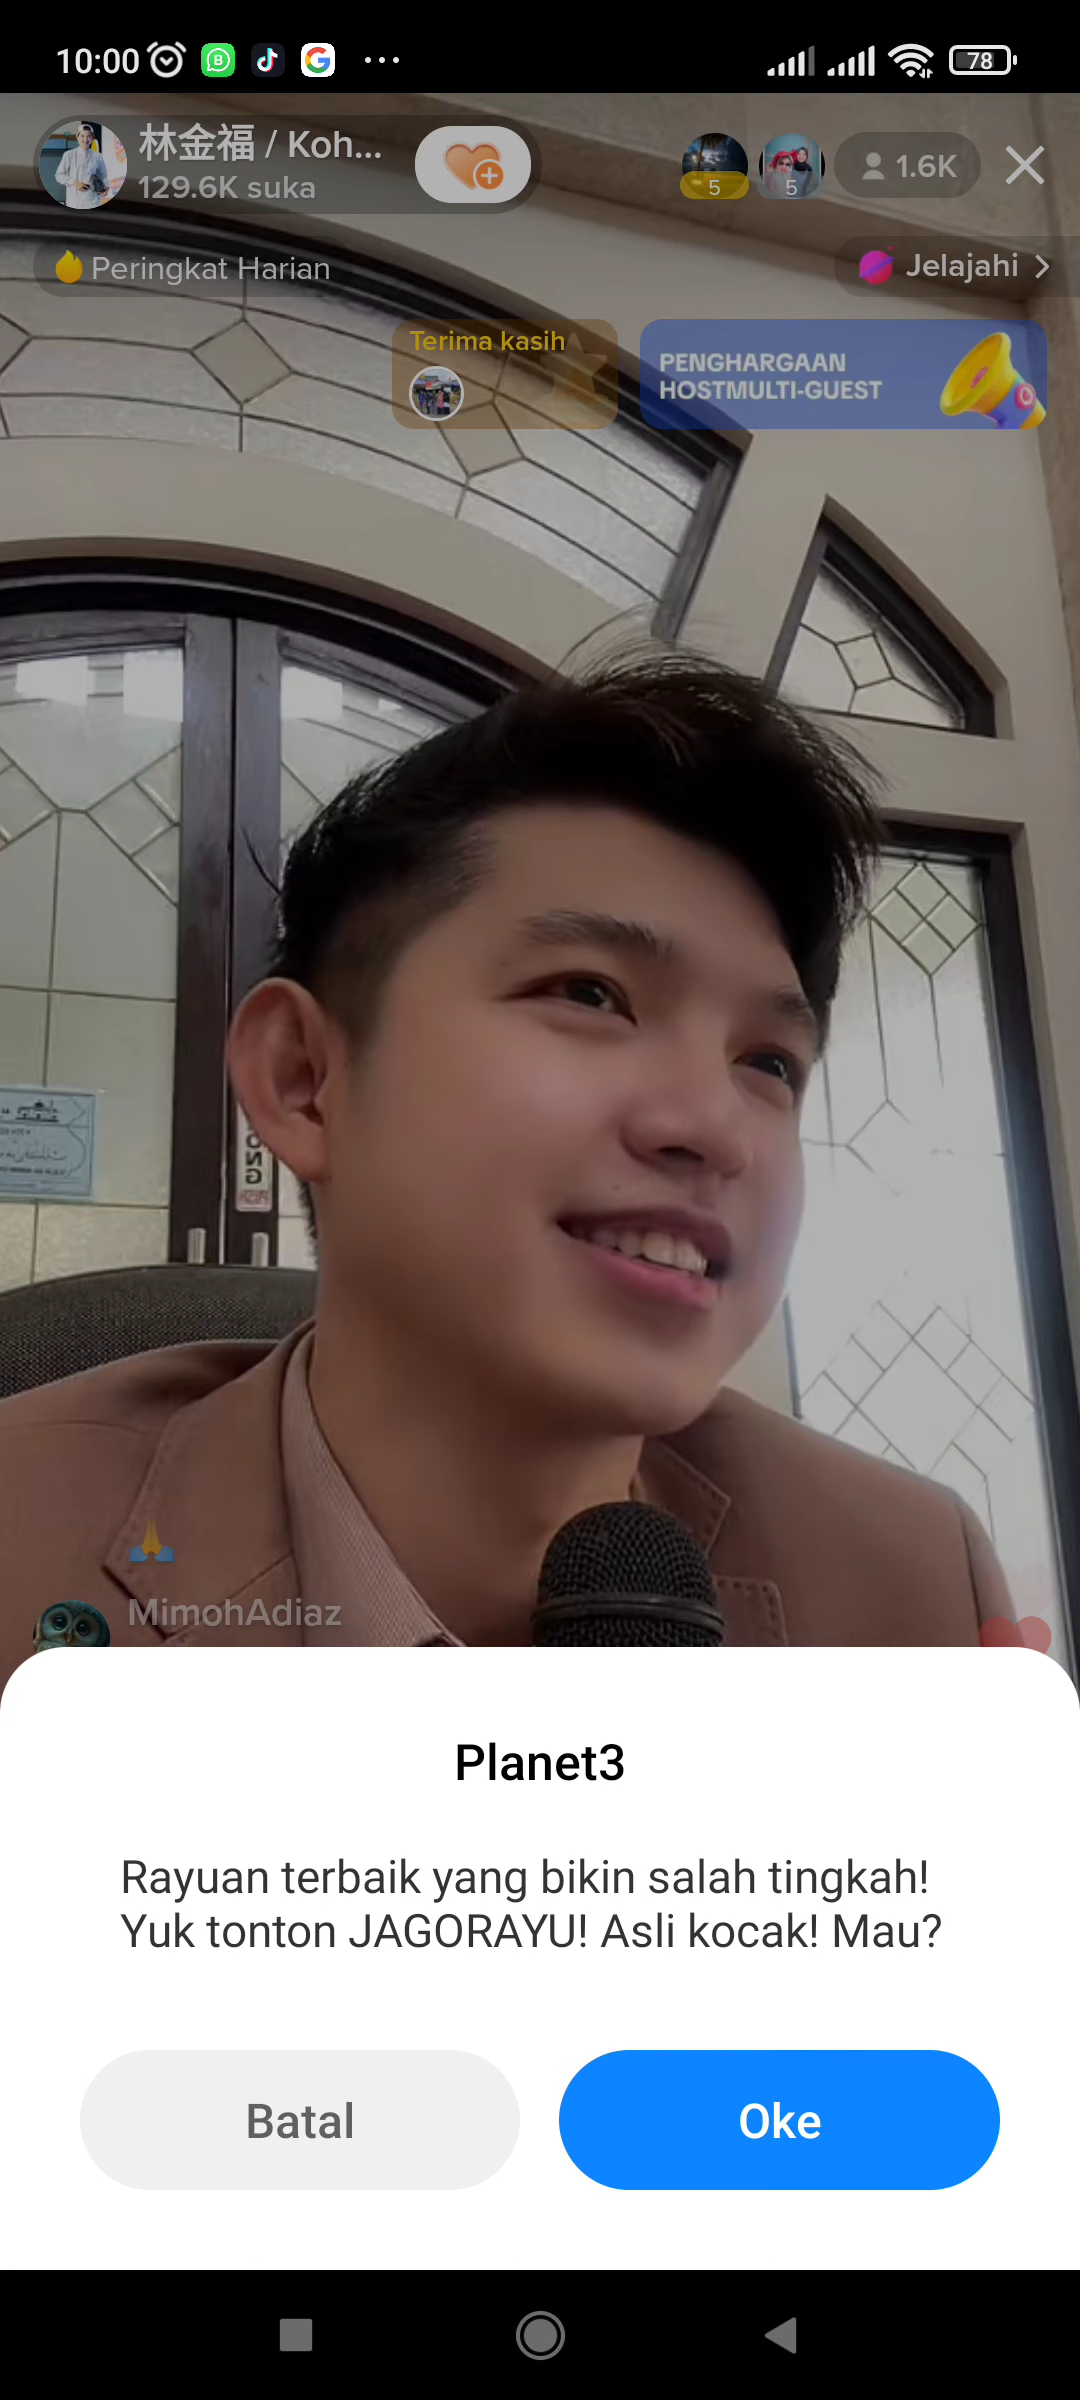 10:00
78
林金福 / Koh...
129.6K suka
5
5
1.6K
Peringkat Harian
Jelajahi
Terima kasih
PENGHARGAAN
HOSTMULTI-GUEST
ONG
MimohAdiaz
Planet3
Rayuan terbaik yang bikin salah tingkah!
Yuk tonton JAGORAYU! Asli kocak! Mau?
Batal
Oke